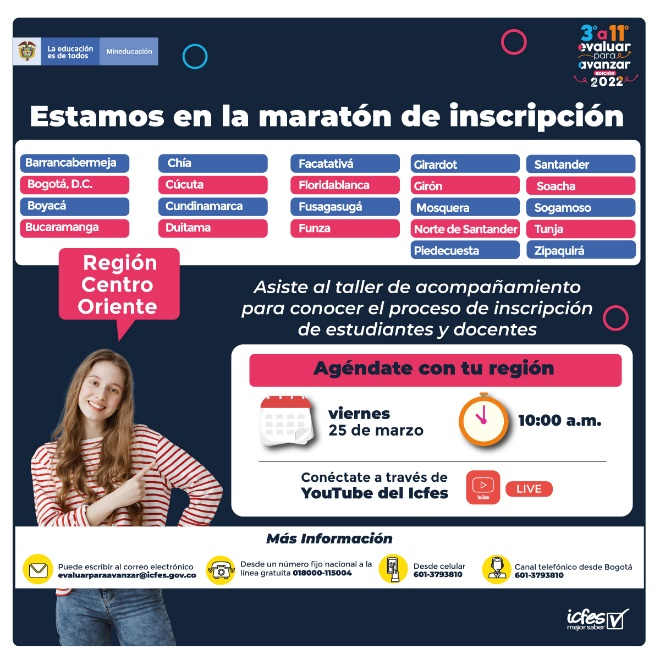 La educación
es de todos
Mineducación
3° a 11°
evaluar
para
avanzar
EDICIÓN
2022
Estamos en la maratón de inscripción
Barrancabermeja
Chía
Facatativá
Girardot
Santander
Bogotá, D.C.
Cúcuta
Floridablanca
Girón
Soacha
Boyacá
Cundinamarca
Fusagasugá
Mosquera
Sogamoso
Bucaramanga
Duitama
Funza
Norte de Santander
Tunja
Piedecuesta
Zipaquirá
Región
Centro
Oriente
Asiste al taller de acompañamiento
para conocer el proceso de inscripción
de estudiantes y docentes
Agéndate con tu región
viernes
25 de marzo
10:00 a.m.
Conéctate a través de
YouTube del Icfes
YouTube
LIVE
Más Información
Puede escribir al correo electrónico
evaluarparaavanzar@icfes.gov.co
Desde un número fijo nacional a la
línea gratuita 018000-115004
Desde celular
601-3793810
Canal telefónico desde Bogotá
601-3793810
icfes
mejor saber